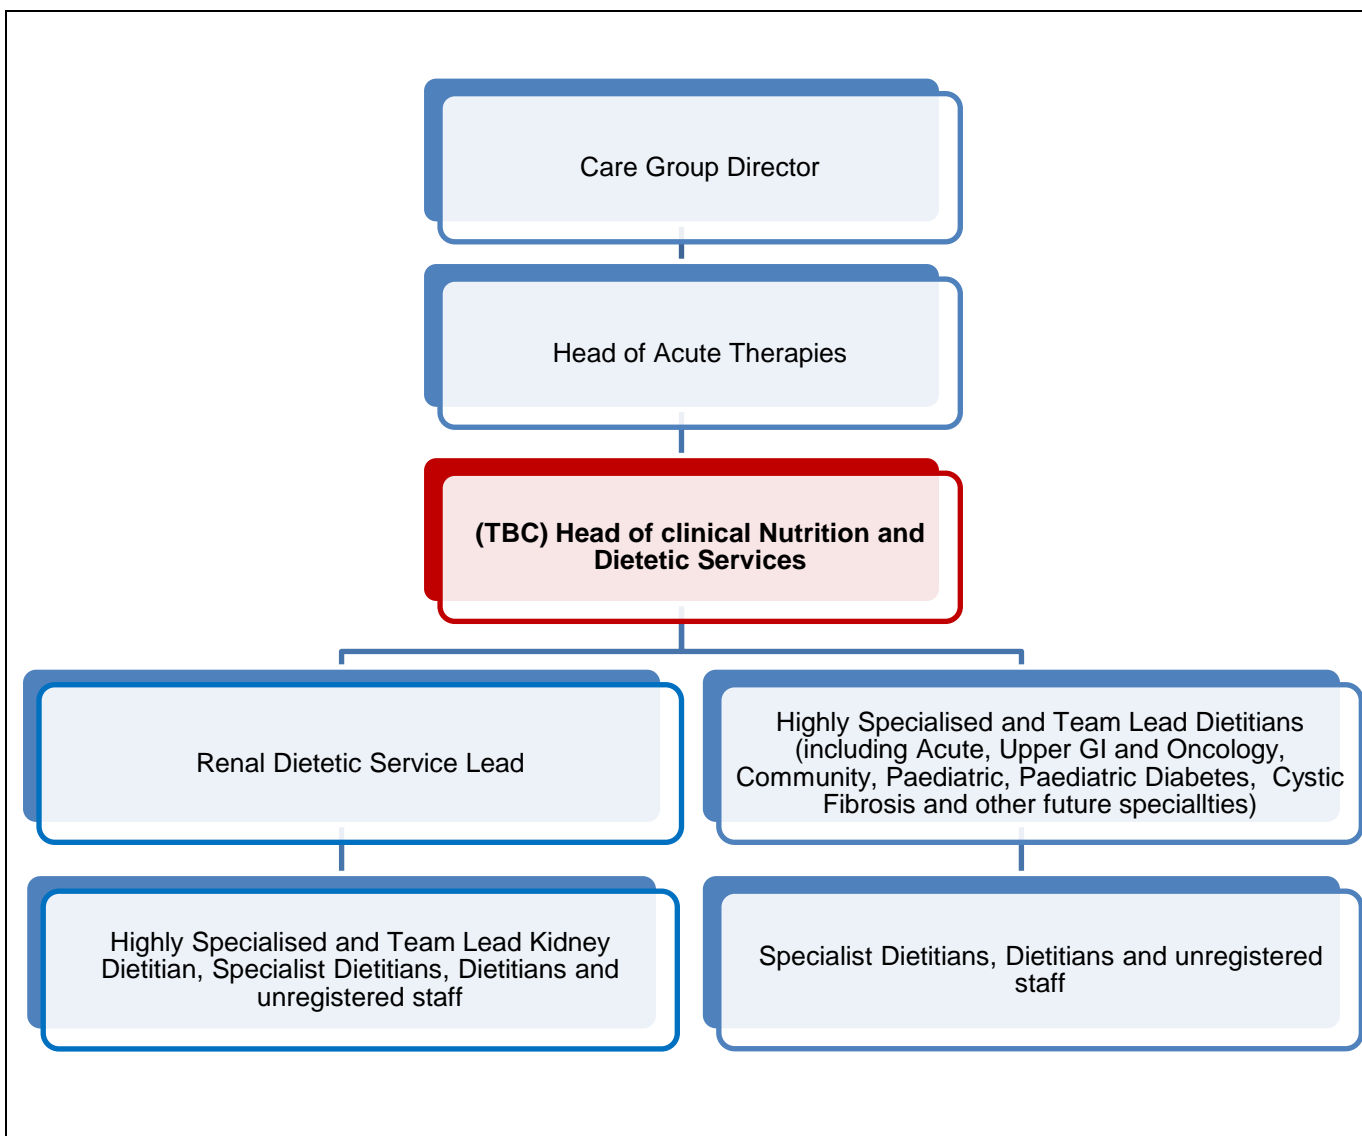 Care Group Director
Head of Acute Therapies
(TBC) Head of clinical Nutrition and
Dietetic Services
Renal Dietetic Service Lead
Highly Specialised and Team Lead Dietitians
(including Acute, Upper GI and Oncology,
Community, Paediatric, Paediatric Diabetes,  Cystic
Fibrosis and other future speciallties)
Highly Specialised and Team Lead Kidney
Dietitian, Specialist Dietitians, Dietitians and
unregistered staff
Specialist Dietitians, Dietitians and unregistered
staff